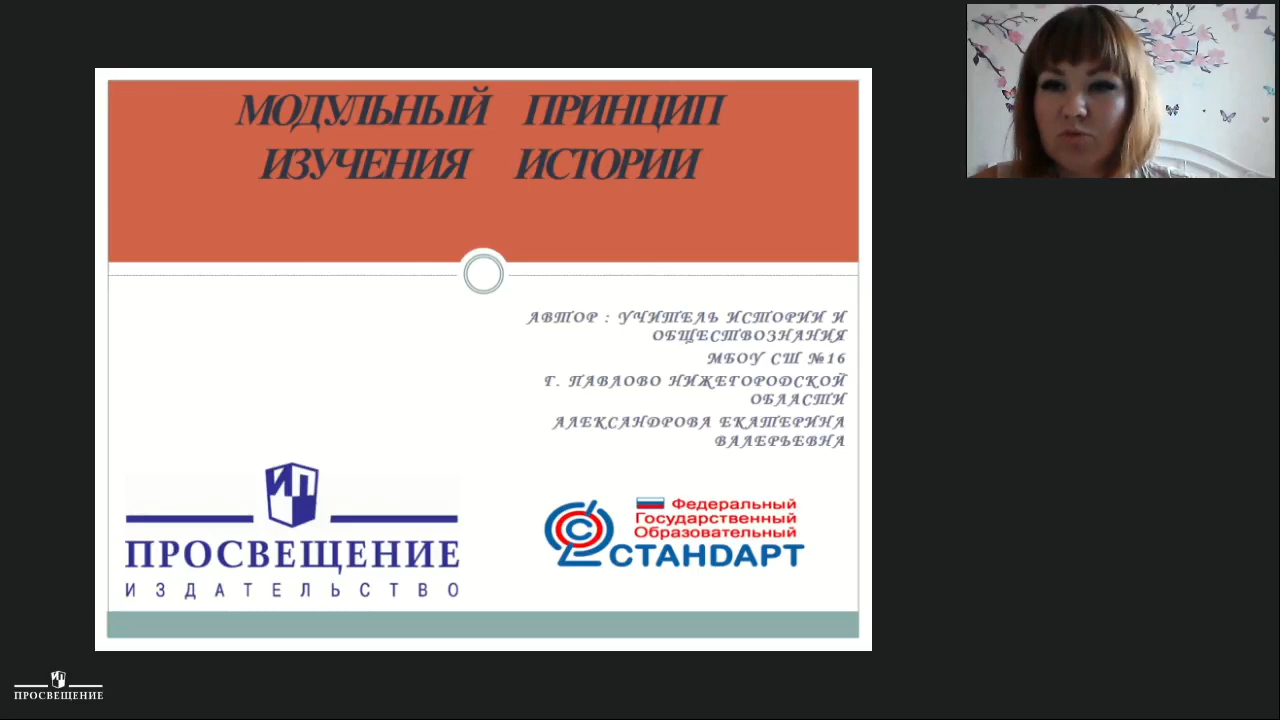 МОДУЛЬНЫЙ ПРИНЦИП
ИЗУЧЕНИЯ ИСТОРИИ
АВТОР : УЧИТЕЛЬ ИСТОРИИ И
ОБЩЕСТВОЗНАНИЯ
МБОУ СШ №16
Г. ПАВЛОВО НИЖЕГОРОДСКОЙ
ОБЛАСТИ
АЛЕКСАНДРОВА ЕКАТЕРИНА
ВАЛЕРЬЕВНА
ИП
ПРОСВЕЩЕНИЕ
ИЗДАТЕЛЬСТВО
Федеральный
Государственный
Образовательный
СТАНДАРТ
ПРОСВЕЩЕНИЕ